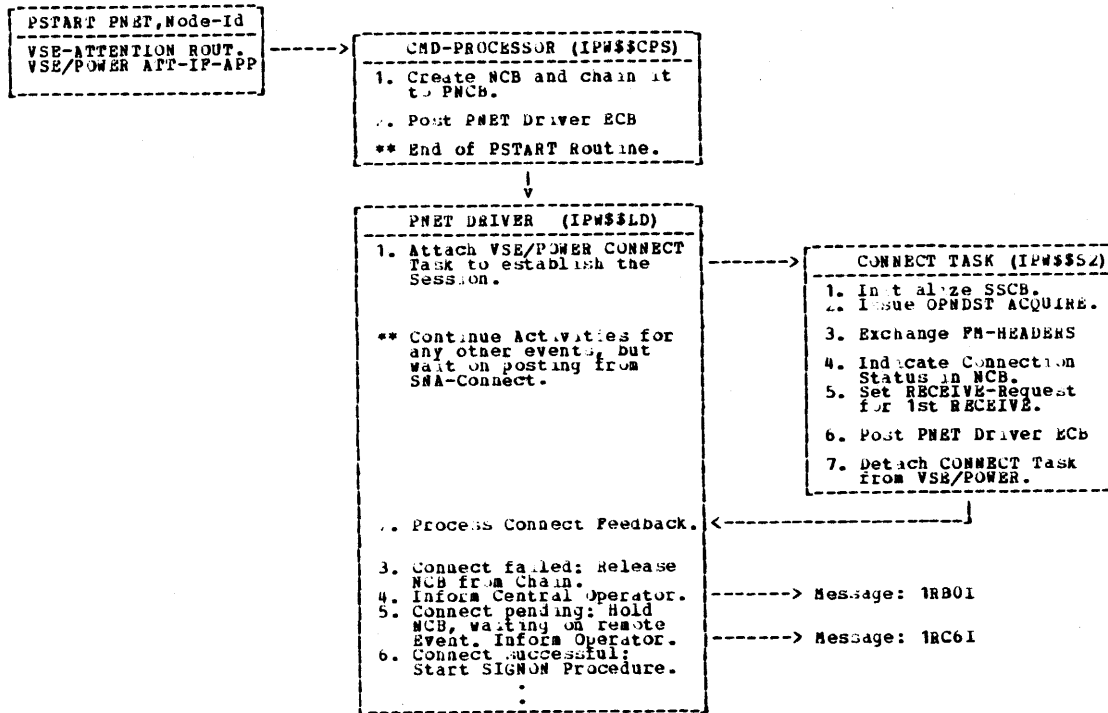 PSTART PNET,Node-Id
VSE-ATTENTION ROUT.
VSE/POWER ATT-IF-APP
CMD-PROCESSOR (IPW$$CPS)
1. Create NCB and chain it
to PNCB.
2. Post PNET Driver ECB
** End of PSTART Routine.
PNET DRIVER (IPW$$LD)
1. Attach VSE/POWER CONNECT
Task to establish the
Session.
** Continue Activities for
any other events, but
wait on posting from
SNA-Connect.
2. Process Connect Feedback.
3. Connect failed: Release
NCB from Chain.
4. Inform Central Operator.
5. Connect pending: Hold
NCB, waiting on remote
Event. Inform Operator.
6. Connect successful:
Start SIGNON Procedure.
.
.
CONNECT TASK (IPW$$S2)
1. Initialize SSCB.
2. Issue OPNDST ACQUIRE.
3. Exchange FM-HEADERS
4. Indicate Connection
Status in NCB.
5. Set RECEIVE-Request
for 1st RECEIVE.
6. Post PNET Driver ECB
7. Detach CONNECT Task
from VSE/POWER.
Message: 1RB0I
Message: 1RC6I